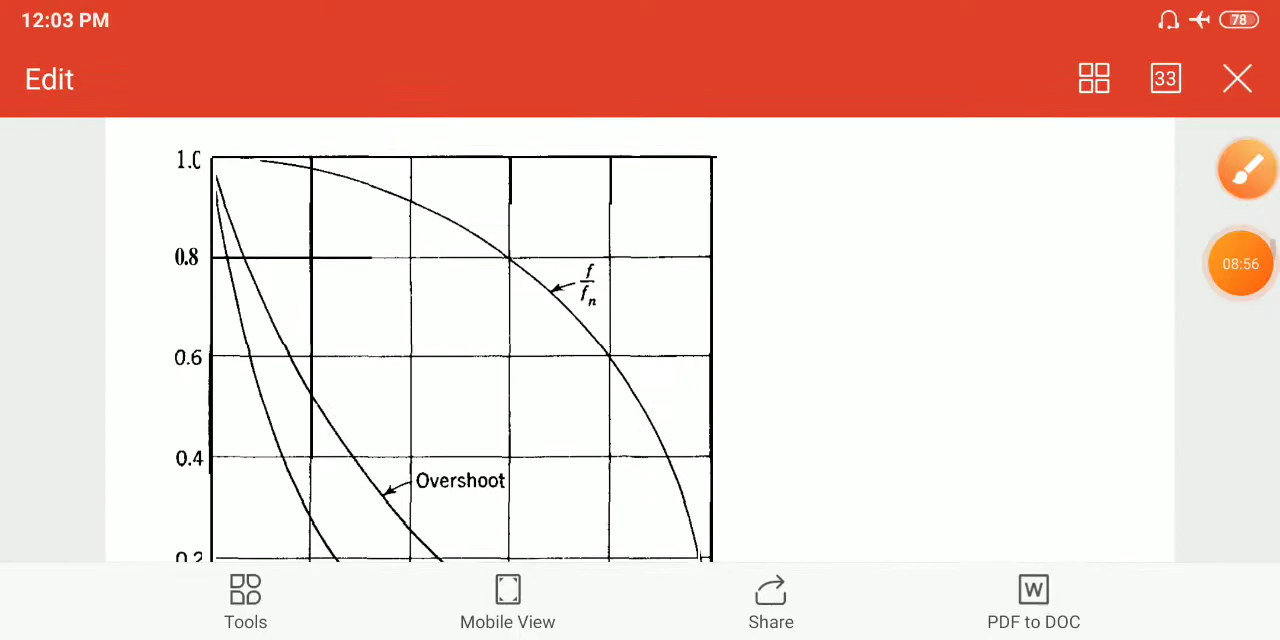 12:03 PM
78
Edit
33
1.0
0.8
f
fn
08:56
0.6
0.4
Overshoot
0.2
Tools
Mobile View
Share
W
PDF to DOC